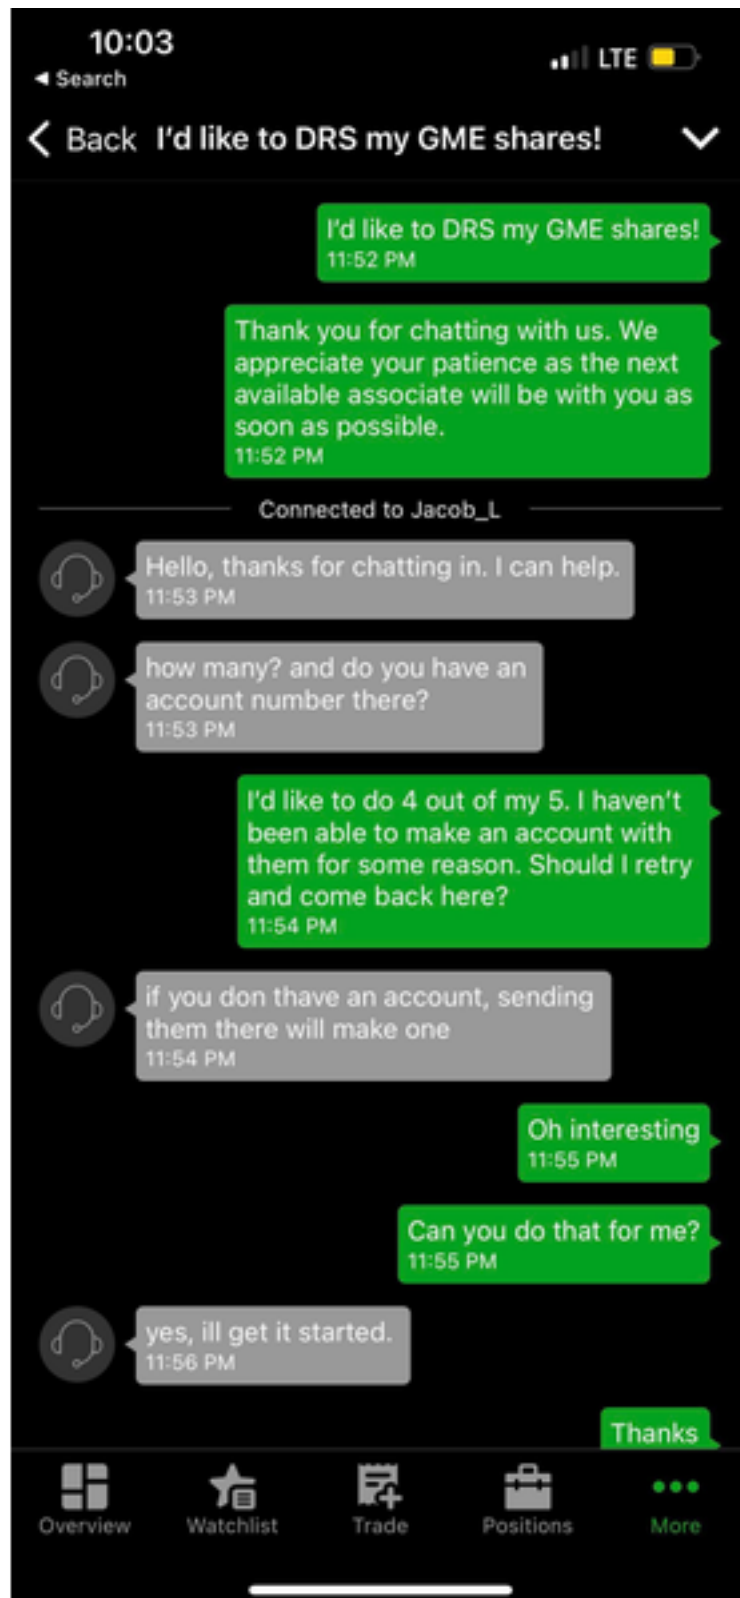 10:03
LTE
◀ Search
Back I'd like to DRS my GME shares!
I'd like to DRS my GME shares!
11:52 PM
Thank you for chatting with us. We
appreciate your patience as the next
available associate will be with you as
soon as possible.
11:52 PM
Connected to Jacob_L
Hello, thanks for chatting in. I can help.
11:53 PM
how many? and do you have an
account number there?
11:53 PM
I'd like to do 4 out of my 5. I haven't
been able to make an account with
them for some reason. Should I retry
and come back here?
11:54 PM
if you don thave an account, sending
them there will make one
11:54 PM
Oh interesting
11:55 PM
Can you do that for me?
11:55 PM
yes, ill get it started.
11:56 PM
Thanks
Overview Watchlist Trade Positions More